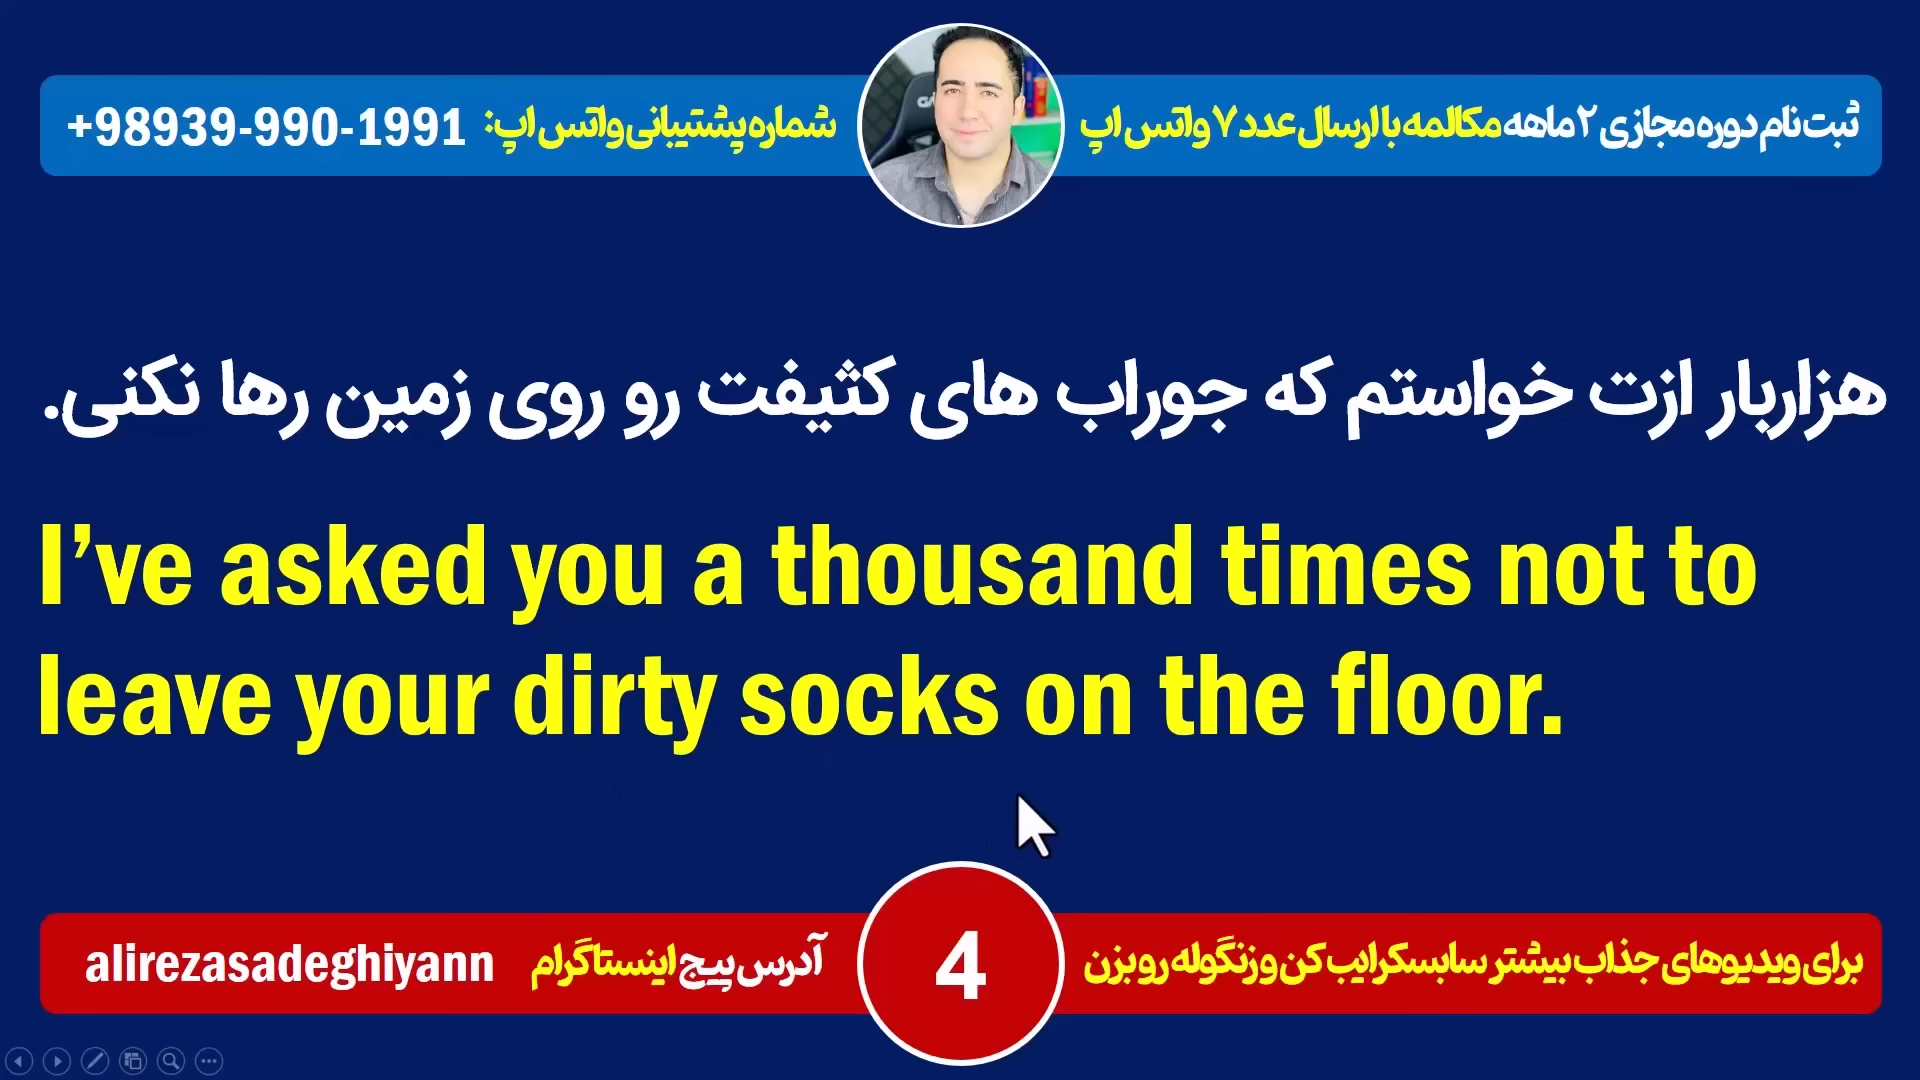 ثبت نام دوره مجازی ۲ ماهه مکالمه با ارسال عدد ۷ واتس اپ
شماره پشتیبانی واتس اپ: +98939-990-1991
هزاربار ازت خواستم که جوراب های کثیفت رو روی زمین رها نکنی.
I’ve asked you a thousand times not to
leave your dirty socks on the floor.
برای ویدیوهای جذاب بیشتر سابسکرایب کن و زنگوله رو بزن
4
آدرس پیج اینستاگرام alirezasadeghiyann